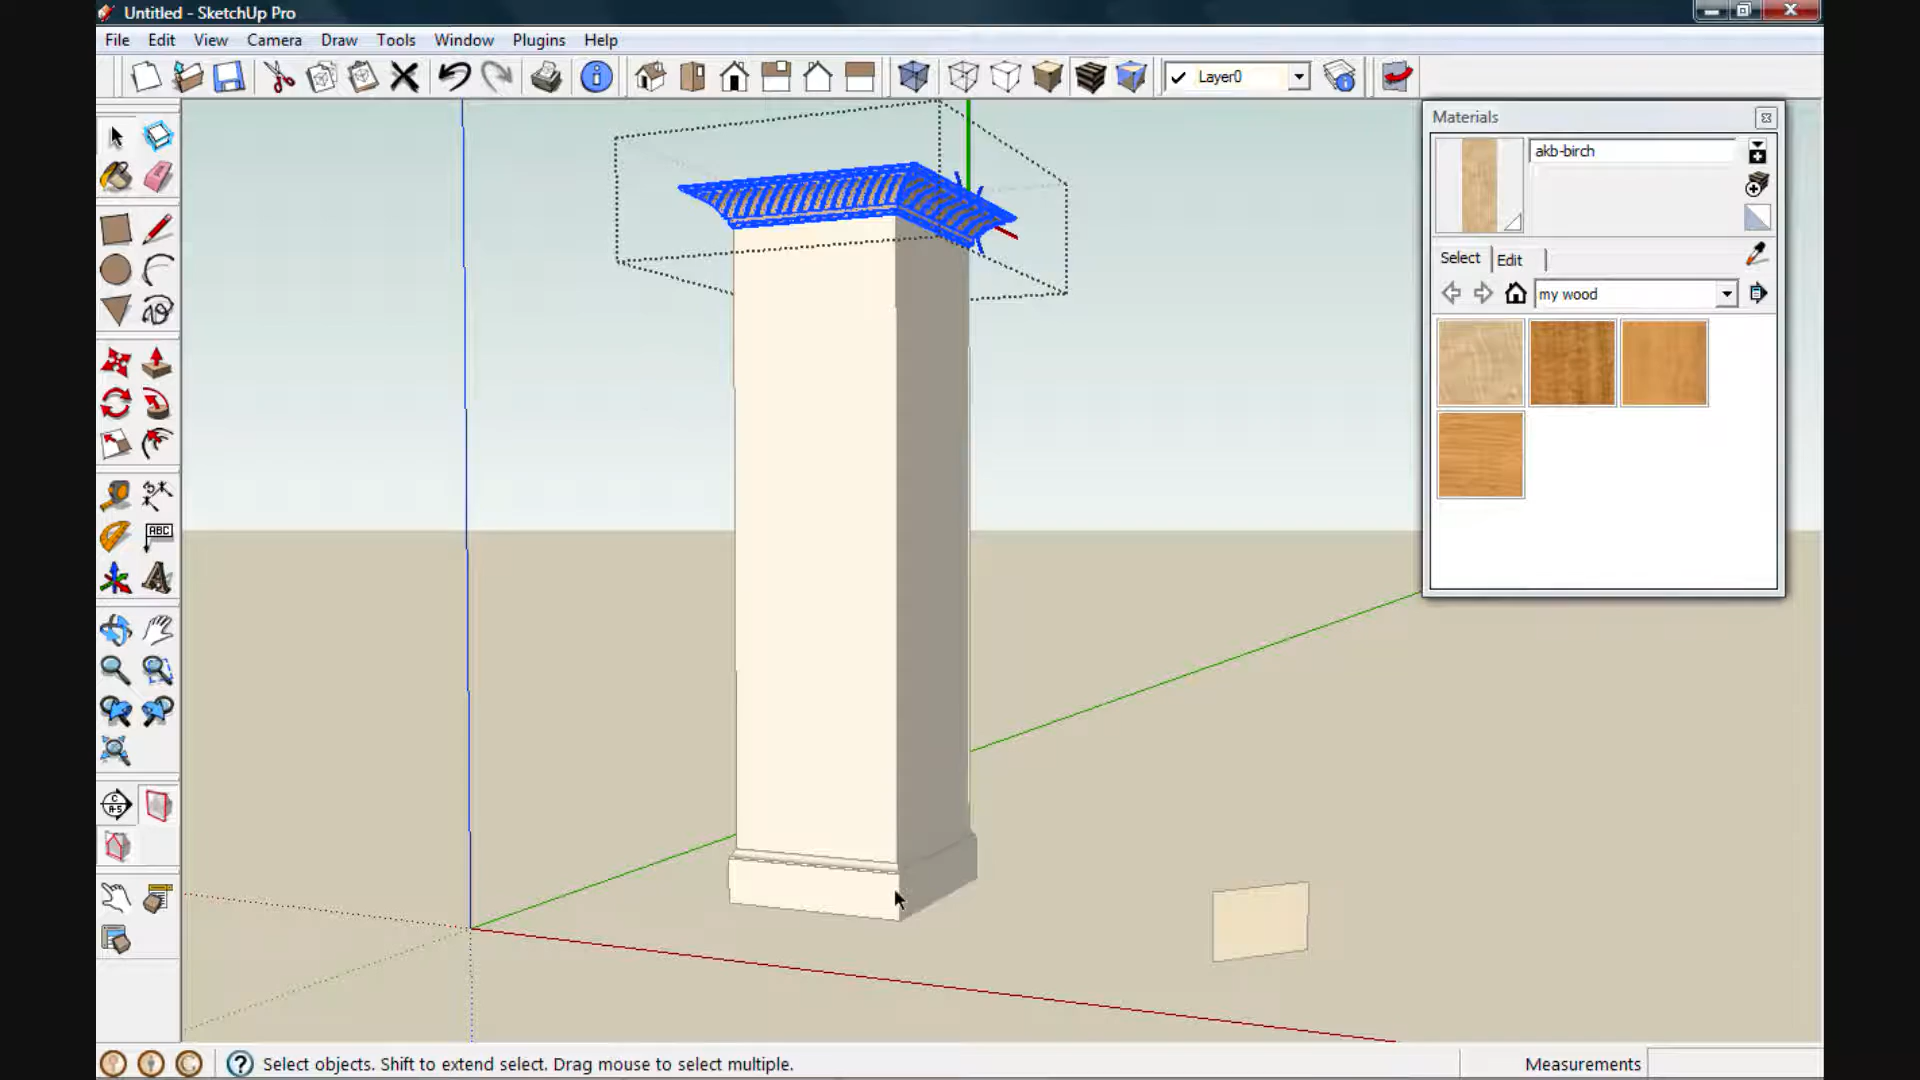 Untitled - SketchUp Pro
File Edit View Camera Draw Tools Window Plugins Help
Layer0
Materials
akb-birch
Select Edit
my wood
ABC
Select objects. Shift to extend select. Drag mouse to select multiple.
Measurements